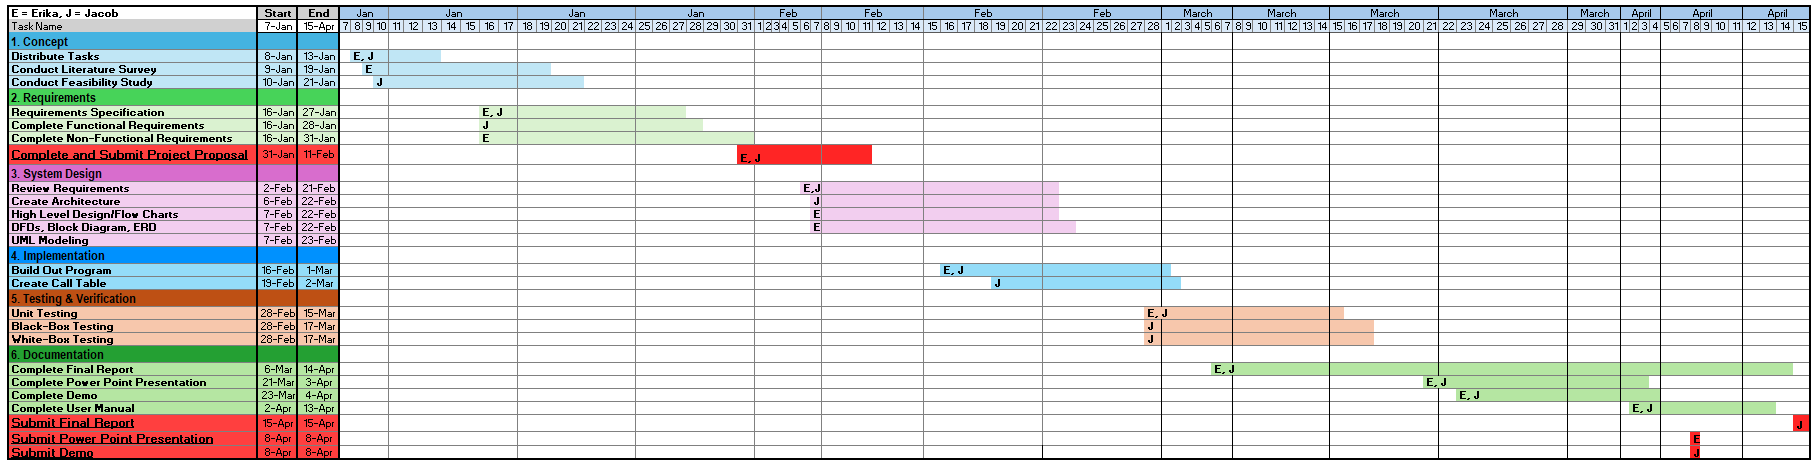 E = Erika, J = Jacob Start End Jan Jan Jan Jan Feb Feb Feb Feb March March March March March April April April
Task Name 7-Jan 15-Apr 7 8 9 10 11 12 13 14 15 16 17 18 19 20 21 22 23 24 25 26 27 28 29 30 31 1 2 3 4 5 6 7 8 9 10 11 12 13 14 15 16 17 18 19 20 21 22 23 24 25 26 27 28 1 2 3 4 5 6 7 8 9 10 11 12 13 14 15 16 17 18 19 20 21 22 23 24 25 26 27 28 29 30 31 1 2 3 4 5 6 7 8 9 10 11 12 13 14 15
1. Concept
Distribute Tasks 8-Jan 13-Jan E, J
Conduct Literature Survey 9-Jan 19-Jan E
Conduct Feasibility Study 10-Jan 21-Jan J
2. Requirements
Requirements Specification 16-Jan 27-Jan E, J
Complete Functional Requirements 16-Jan 28-Jan J
Complete Non-Functional Requirements 16-Jan 31-Jan E
Complete and Submit Project Proposal 31-Jan 11-Feb E, J
3. System Design
Review Requirements 2-Feb 21-Feb E,J
Create Architecture 6-Feb 22-Feb J
High Level Design/Flow Charts 7-Feb 22-Feb E
DFDs, Block Diagram, ERD 7-Feb 22-Feb E
UML Modeling 7-Feb 23-Feb
4. Implementation
Build Out Program 16-Feb 1-Mar E, J
Create Call Table 19-Feb 2-Mar J
5. Testing & Verification
Unit Testing 28-Feb 15-Mar E, J
Black-Box Testing 28-Feb 17-Mar J
White-Box Testing 28-Feb 17-Mar J
6. Documentation
Complete Final Report 6-Mar 14-Apr E, J
Complete Power Point Presentation 21-Mar 3-Apr E, J
Complete Demo 23-Mar 4-Apr E, J
Complete User Manual 2-Apr 13-Apr E, J
Submit Final Report 15-Apr 15-Apr J
Submit Power Point Presentation 8-Apr 8-Apr E
Submit Demo 8-Apr 8-Apr J